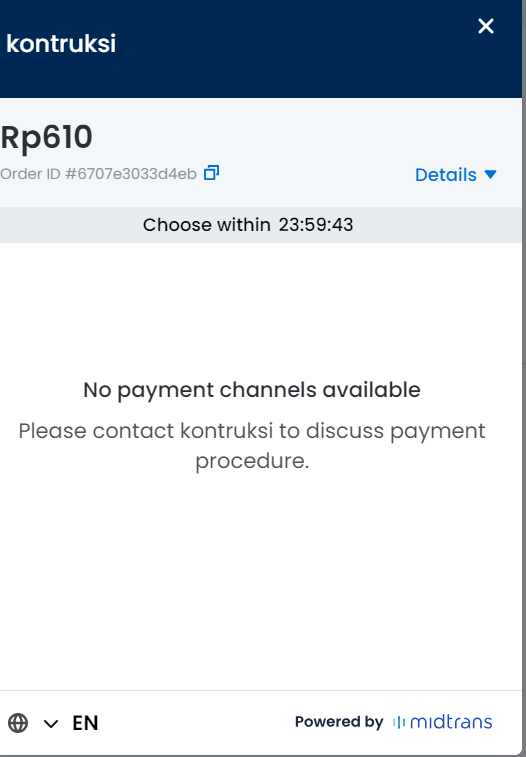 kontruksi
Rp610
Order ID #6707e3033d4eb
Details
Choose within 23:59:43
No payment channels available
Please contact kontruksi to discuss payment
procedure.
EN
Powered by midtrans